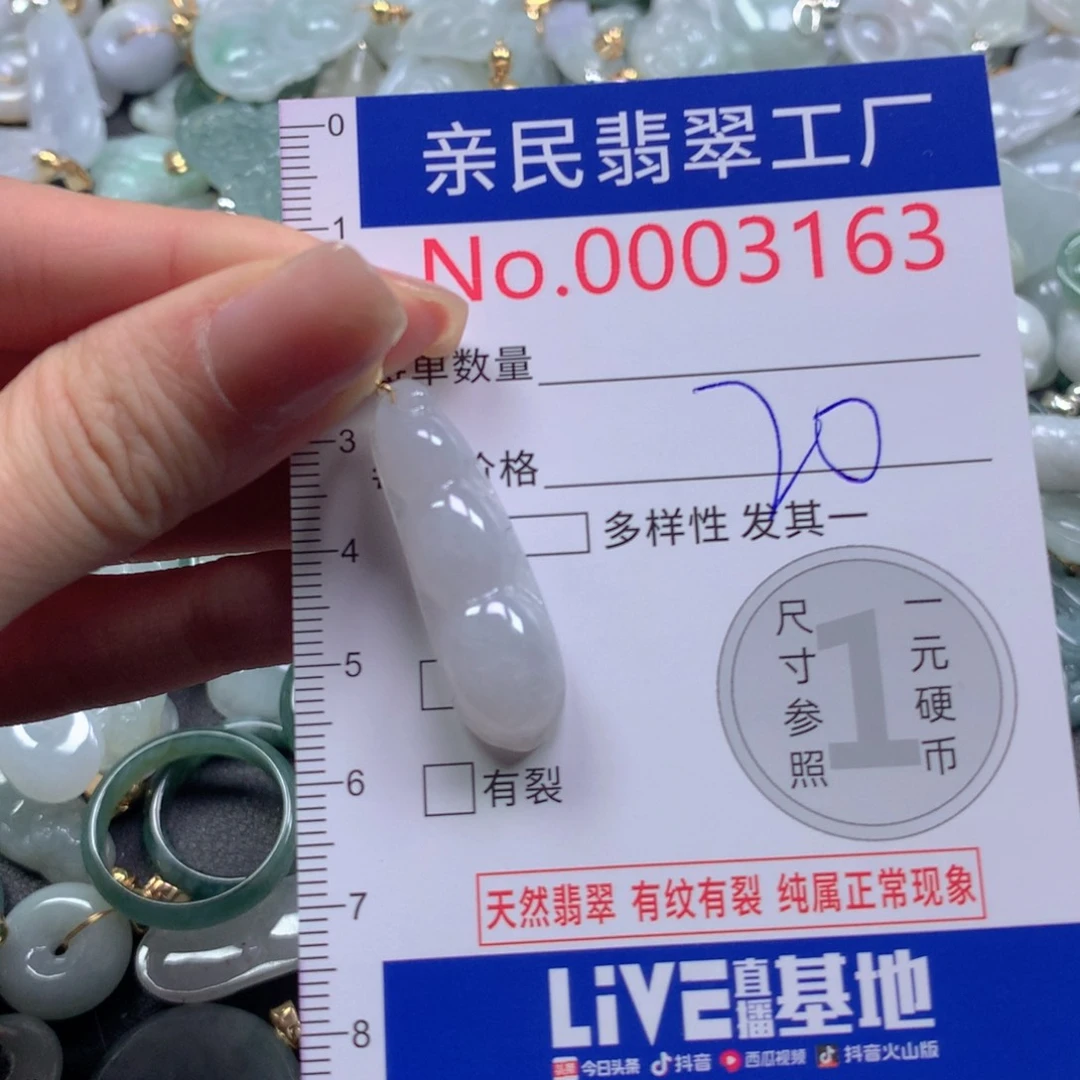 亲民翡翠工厂
No.0003163
单数量
价格 70
多样性 发其一
尺寸参照 1 一元硬币
有裂
天然翡翠 有纹有裂 纯属正常现象
LiVE直播基地
头条 今日头条 抖音 西瓜视频 抖音火山版
0
1
3
4
5
6
7
8